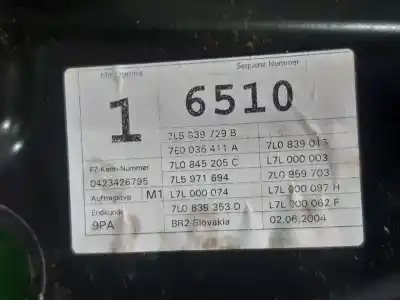 Sequenz Nummer
1 6510
7L5 839 729 B
7E0 035 411 A 7L0 839 015
FZ-Kenn-Nummer 7L0 845 205 C L7L 000 003
0423426795 7L5 971 694 7L0 959 703
Auftragstyp M1 L7L 000 074 L7L 000 097 H
Endkunde 7L0 839 353 D L7L 000 062 F
9PA BR2-Slovakia 02.06.2004